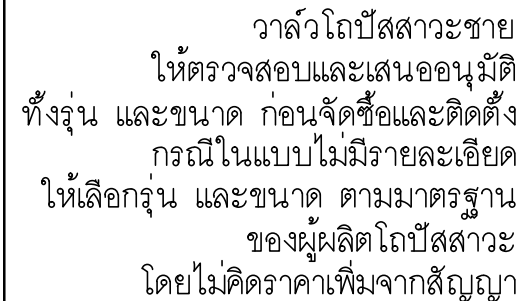 วาล์วโถปัสสาวะชาย
ให้ตรวจสอบและเสนออนุมัติ
ทั้งรุ่น และขนาด ก่อนจัดซื้อและติดตั้ง
กรณีในแบบไม่มีรายละเอียด
ให้เลือกรุ่น และขนาด ตามมาตรฐาน
ของผู้ผลิตโถปัสสาวะ
โดยไม่คิดราคาเพิ่มจากสัญญา